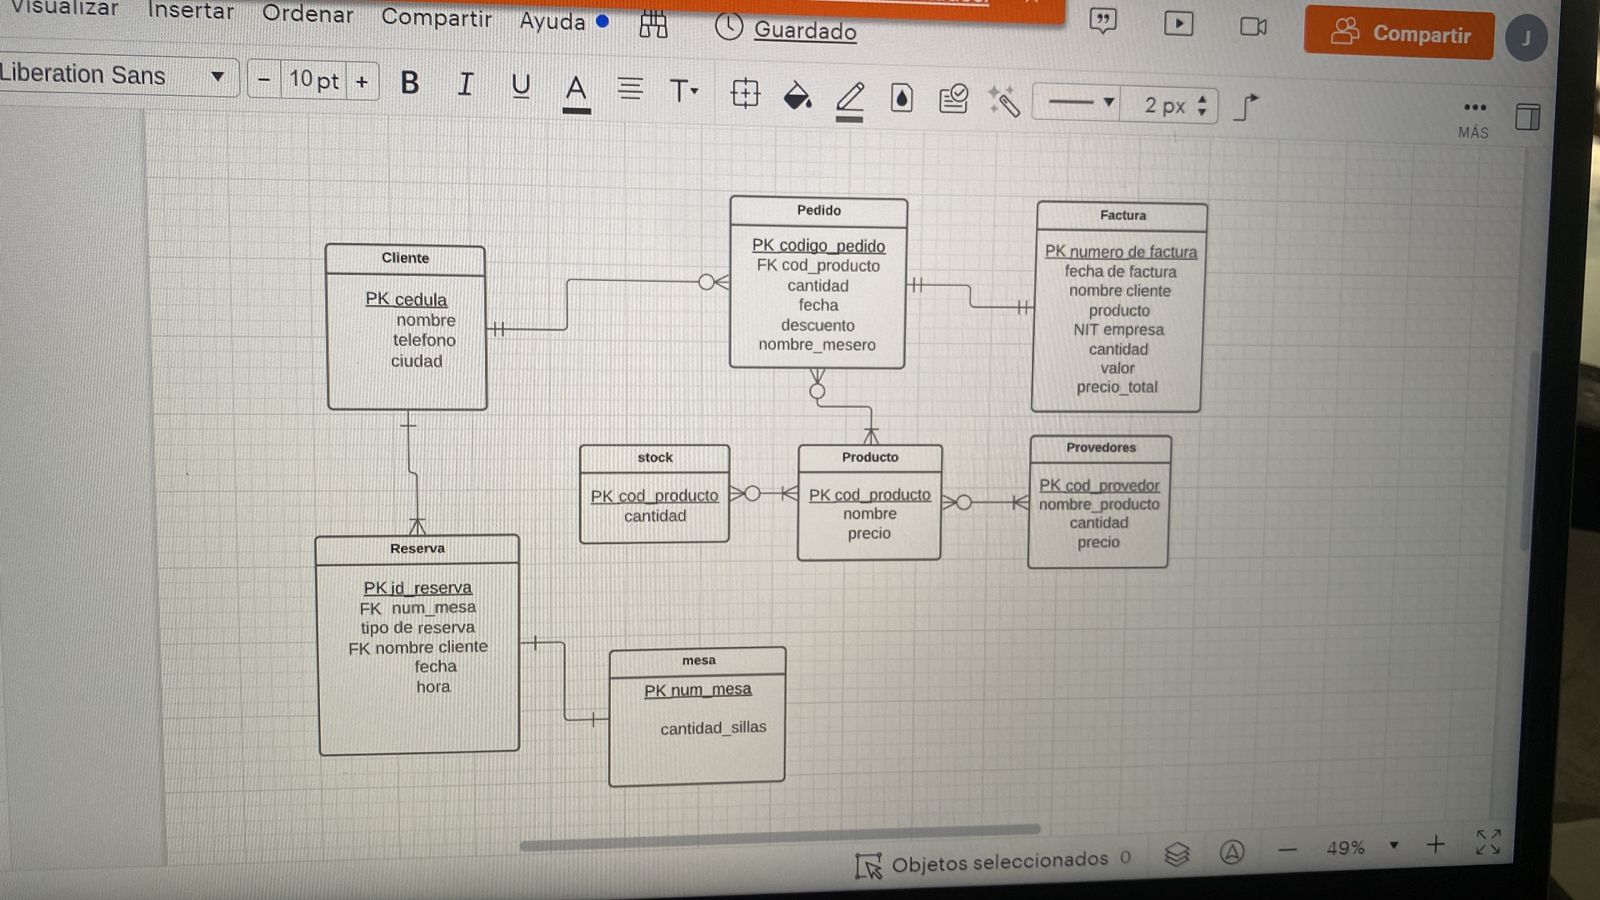 Visualizar Insertar Ordenar Compartir Ayuda Guardado Compartir J
Liberation Sans - 10 pt + B I U A T 2 px
MÁS
Cliente
PK cedula
nombre
telefono
ciudad
Pedido
PK codigo_pedido
FK cod_producto
cantidad
fecha
descuento
nombre_mesero
Factura
PK numero de factura
fecha de factura
nombre cliente
producto
NIT empresa
cantidad
valor
precio_total
stock
PK cod_producto
cantidad
Producto
PK cod_producto
nombre
precio
Provedores
PK cod_provedor
nombre_producto
cantidad
precio
Reserva
PK id_reserva
FK num_mesa
tipo de reserva
FK nombre cliente
fecha
hora
mesa
PK num_mesa
cantidad_sillas
Objetos seleccionados 0 49%